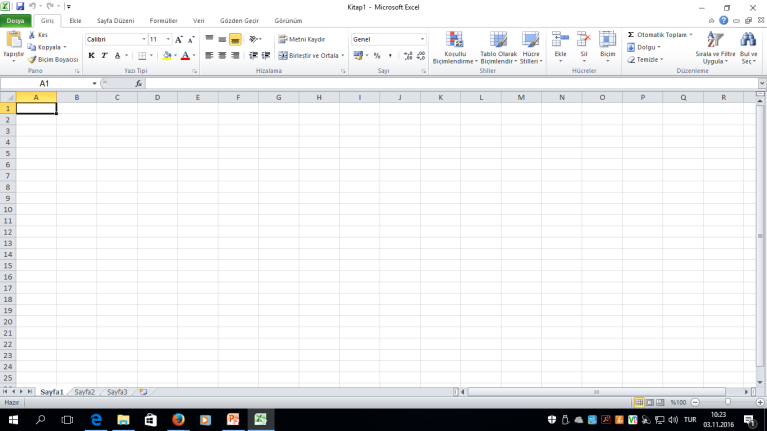 Kitap1 - Microsoft Excel
Dosya Giriş Ekle Sayfa Düzeni Formüller Veri Gözden Geçir Görünüm
Yapıştır
Kes
Kopyala
Biçim Boyacısı
Pano
Calibri 11
K T A
Yazı Tipi
Metni Kaydır
Birleştir ve Ortala
Hizalama
Genel
%
Sayı
Koşullu Biçimlendirme
Tablo Olarak Biçimlendir
Hücre Stilleri
Stiller
Ekle Sil Biçim
Hücreler
Σ Otomatik Toplam
Dolgu
Temizle
Sırala ve Filtre Uygula
Bul ve Seç
Düzenleme
A1 fx
A B C D E F G H I J K L M N O P Q R
1
2
3
4
5
6
7
8
9
10
11
12
13
14
15
16
17
18
19
20
21
22
23
24
25
Sayfa1 Sayfa2 Sayfa3
Hazır %100
TUR
10:23
03.11.2016